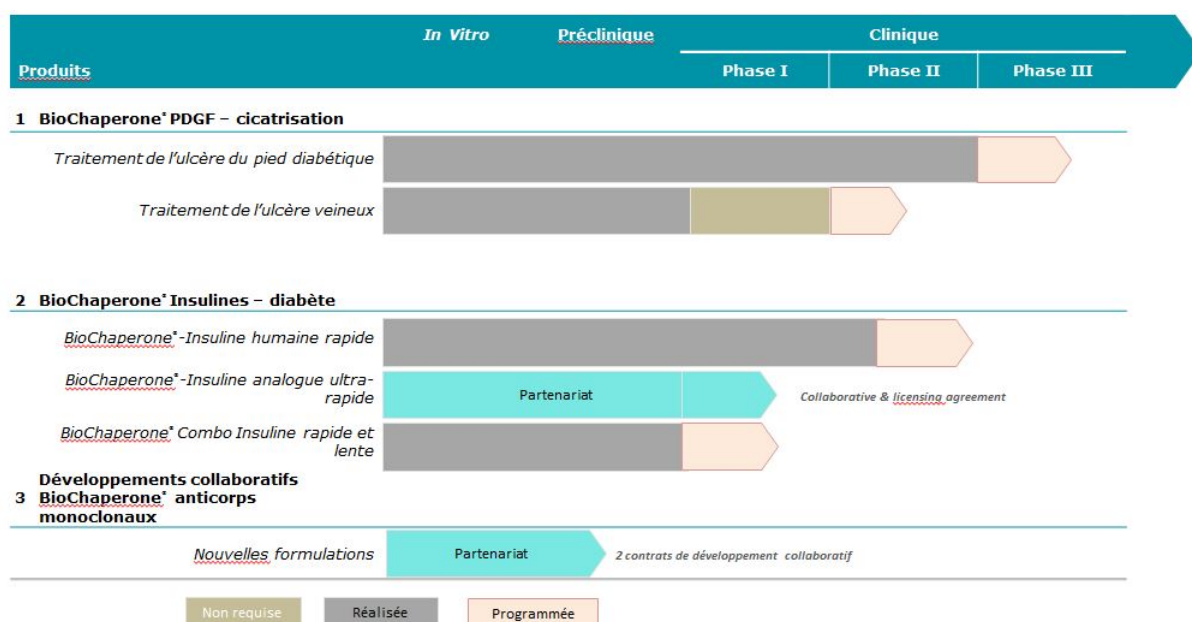 In Vitro Préclinique Clinique
Produits Phase I Phase II Phase III
1 BioChaperone® PDGF – cicatrisation
Traitement de l'ulcère du pied diabétique
Traitement de l'ulcère veineux
2 BioChaperone® Insulines – diabète
BioChaperone®-Insuline humaine rapide
BioChaperone®-Insuline analogue ultra-
rapide
Partenariat
Collaborative & licensing agreement
BioChaperone® Combo Insuline rapide et
lente
Développements collaboratifs
3 BioChaperone® anticorps
monoclonaux
Nouvelles formulations
Partenariat
2 contrats de développement collaboratif
Non requise Réalisée Programmée